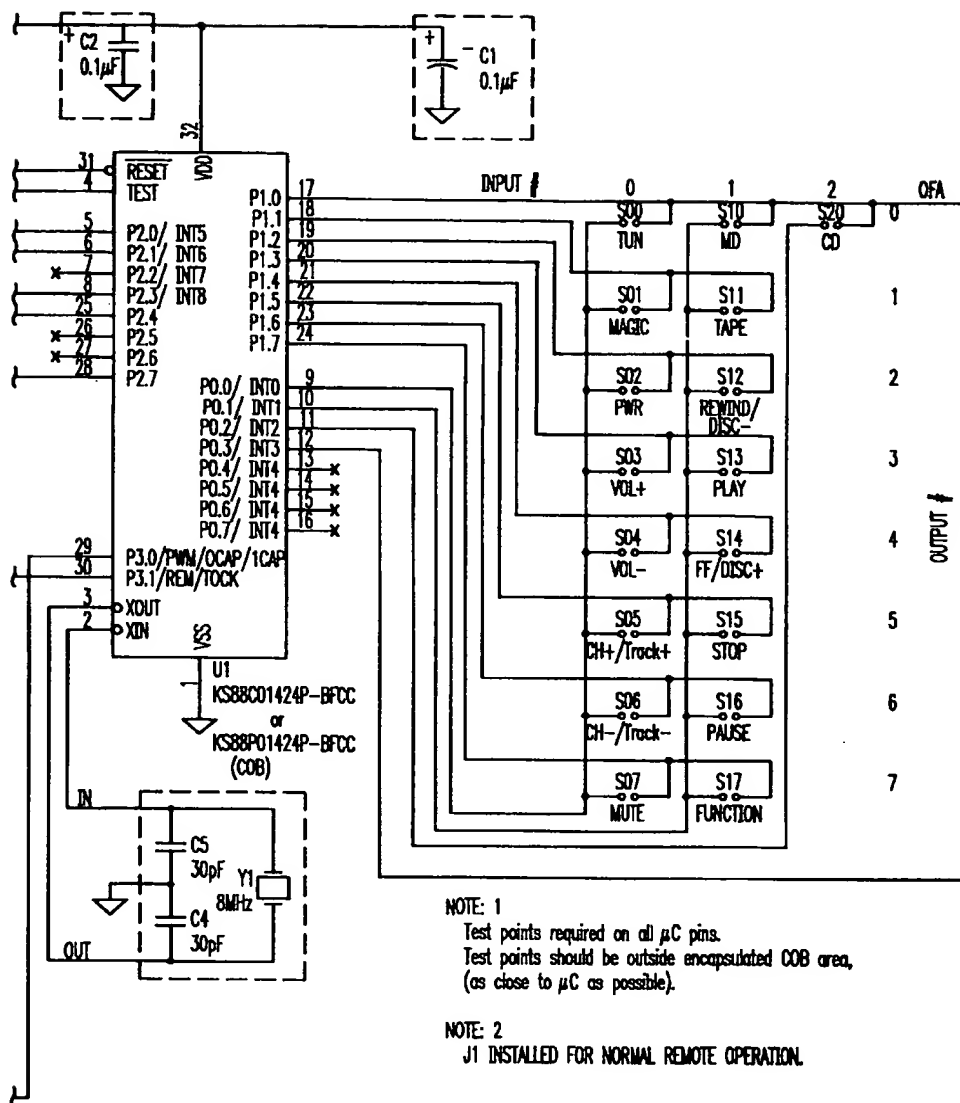 + C2
0.1μF
+ − C1
0.1μF
32
VDD
31 RESET
4 TEST
5 P2.0/ INT5
6 P2.1/ INT6
7 P2.2/ INT7
8 P2.3/ INT8
25 P2.4
26 P2.5
27 P2.6
28 P2.7
29 P3.0/PWM/OCAP/1CAP
30 P3.1/REM/TOCK
3 XOUT
2 XIN
P1.0 17
P1.1 18
P1.2 19
P1.3 20
P1.4 21
P1.5 22
P1.6 23
P1.7 24
P0.0/ INT0 9
P0.1/ INT1 10
P0.2/ INT2 11
P0.3/ INT3 12
P0.4/ INT4 13
P0.5/ INT4 14
P0.6/ INT4 15
P0.7/ INT4 16
VSS
1
U1
KS88C01424P-BFCC
or
KS88P01424P-BFCC
(COB)
INPUT #
0 1 2 OFA
S00 S10 S20 0
TUN MD CD
S01 S11 1
MAGIC TAPE
S02 S12 2
PWR REWIND/
DISC-
S03 S13 3
VOL+ PLAY
S04 S14 4
VOL- FF/DISC+
OUTPUT #
S05 S15 5
CH+/Track+ STOP
S06 S16 6
CH-/Track- PAUSE
S07 S17 7
MUTE FUNCTION
IN
C5
30pF
Y1
8MHz
C4
30pF
OUT
NOTE: 1
Test points required on all μC pins.
Test points should be outside encapsulated COB area,
(as close to μC as possible).
NOTE: 2
J1 INSTALLED FOR NORMAL REMOTE OPERATION.